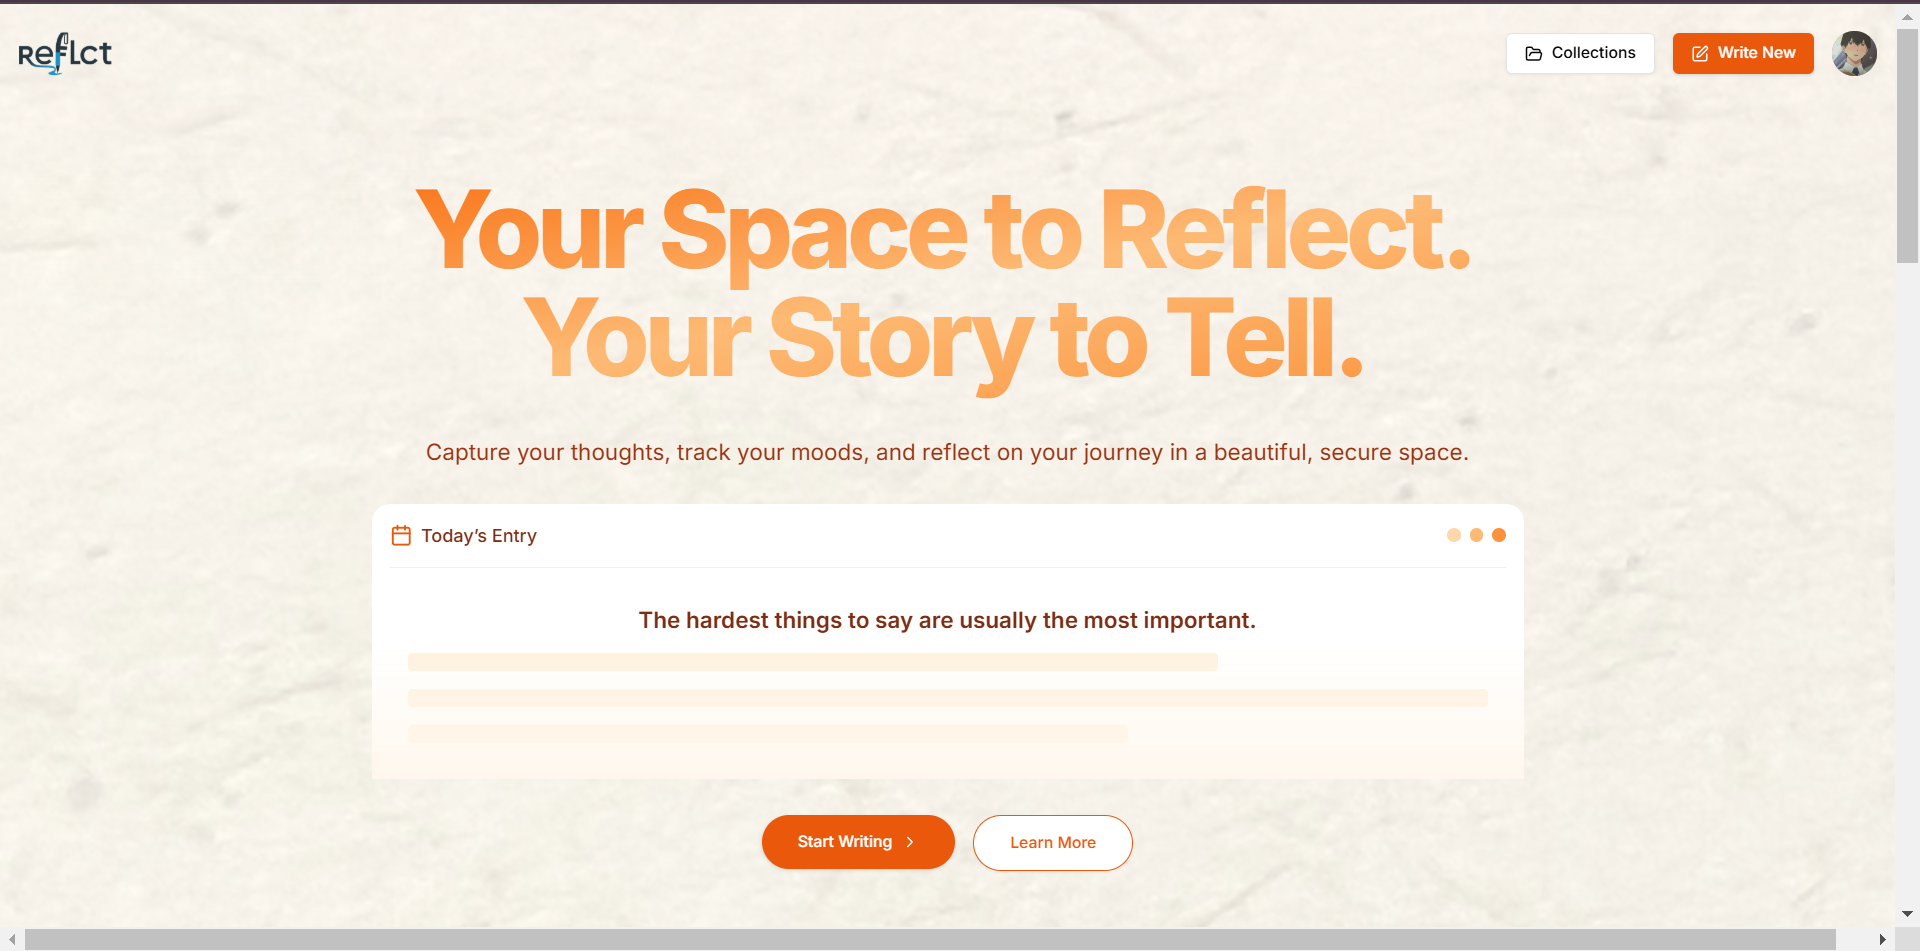 Reflct
Collections
Write New
Your Space to Reflect.
Your Story to Tell.
Capture your thoughts, track your moods, and reflect on your journey in a beautiful, secure space.
Today’s Entry
The hardest things to say are usually the most important.
Start Writing
Learn More